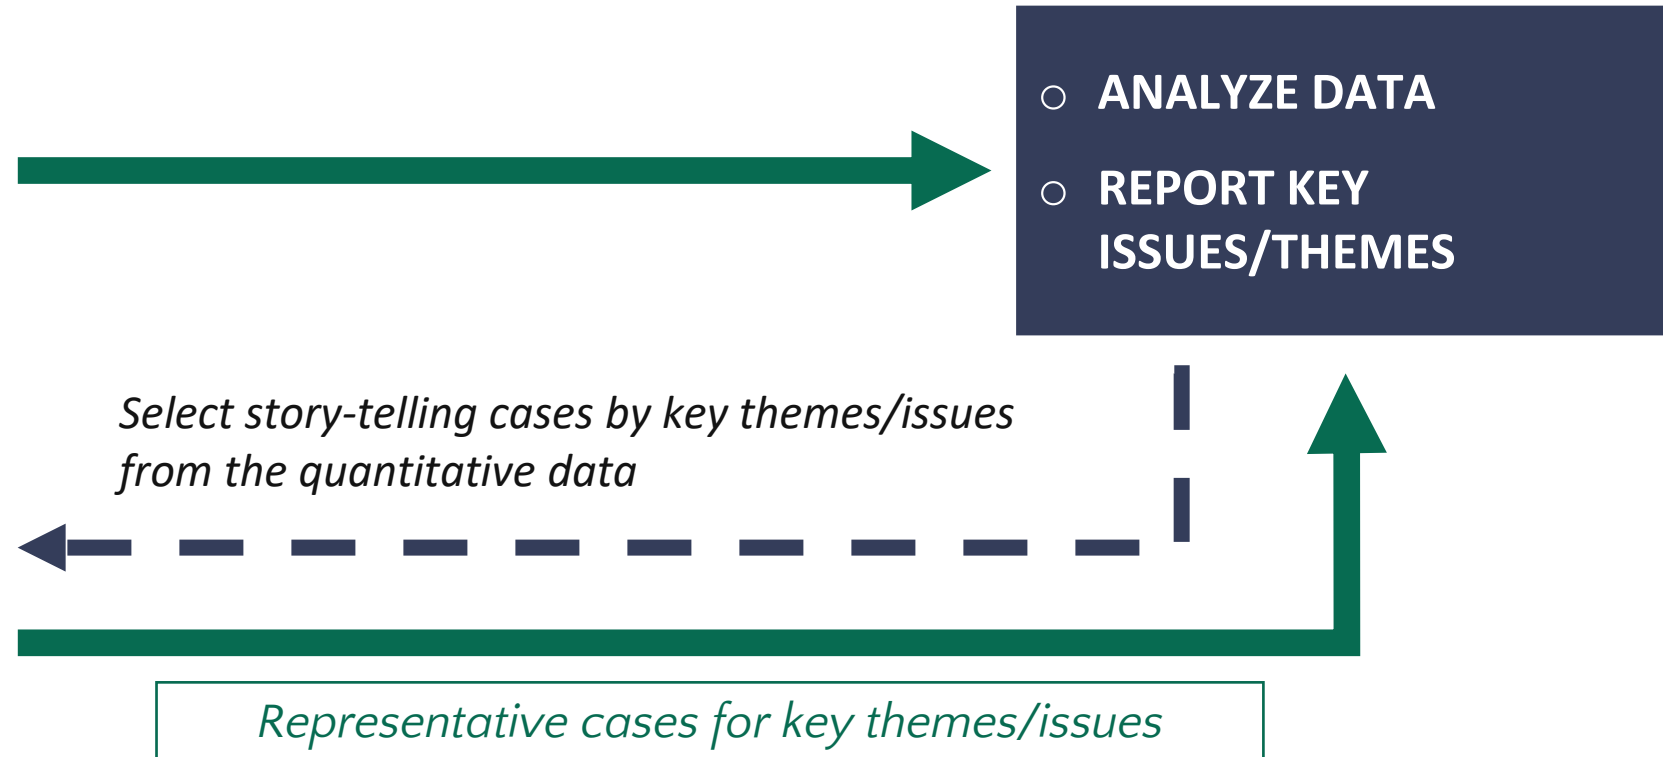 ANALYZE DATA
REPORT KEY
ISSUES/THEMES
Select story-telling cases by key themes/issues
from the quantitative data
Representative cases for key themes/issues